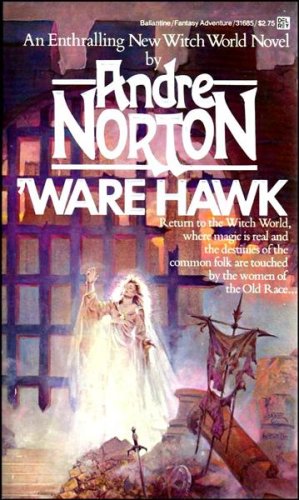 Ballantine/Fantasy Adventure/31685/$2.75
DEL
REY
An Enthralling New Witch World Novel
by
Andre
NORTON
'WARE HAWK
Return to the Witch World,
where magic is real and
the destinies of the
common folk are touched
by the women of
the Old Race...